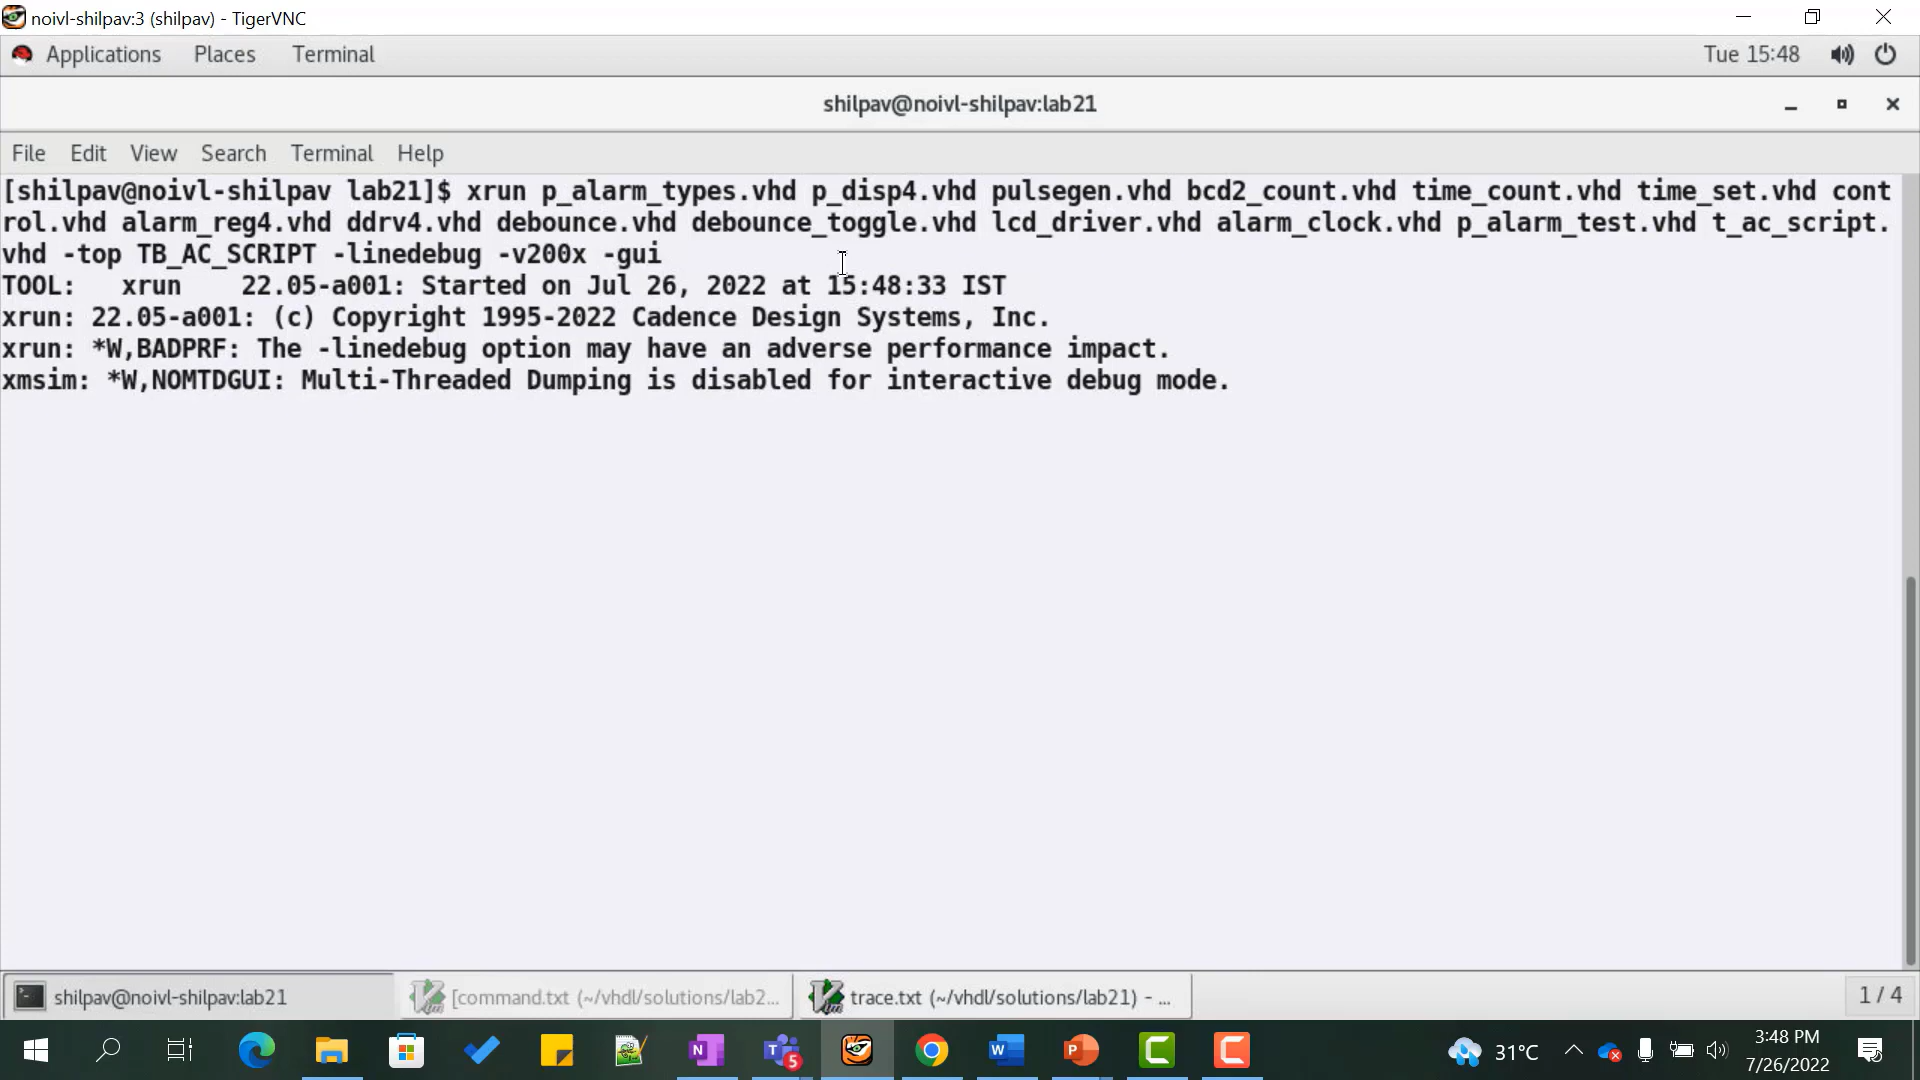 noivl-shilpav:3 (shilpav) - TigerVNC
Applications Places Terminal Tue 15:48
shilpav@noivl-shilpav:lab21
File Edit View Search Terminal Help
[shilpav@noivl-shilpav lab21]$ xrun p_alarm_types.vhd p_disp4.vhd pulsegen.vhd bcd2_count.vhd time_count.vhd time_set.vhd cont
rol.vhd alarm_reg4.vhd ddrv4.vhd debounce.vhd debounce_toggle.vhd lcd_driver.vhd alarm_clock.vhd p_alarm_test.vhd t_ac_script.
vhd -top TB_AC_SCRIPT -linedebug -v200x -gui
TOOL: xrun 22.05-a001: Started on Jul 26, 2022 at 15:48:33 IST
xrun: 22.05-a001: (c) Copyright 1995-2022 Cadence Design Systems, Inc.
xrun: *W,BADPRF: The -linedebug option may have an adverse performance impact.
xmsim: *W,NOMTDGUI: Multi-Threaded Dumping is disabled for interactive debug mode.
shilpav@noivl-shilpav:lab21 [command.txt (~/vhdl/solutions/lab2... trace.txt (~/vhdl/solutions/lab21) - ... 1 / 4
N T 5 W P 31°C 3:48 PM
7/26/2022